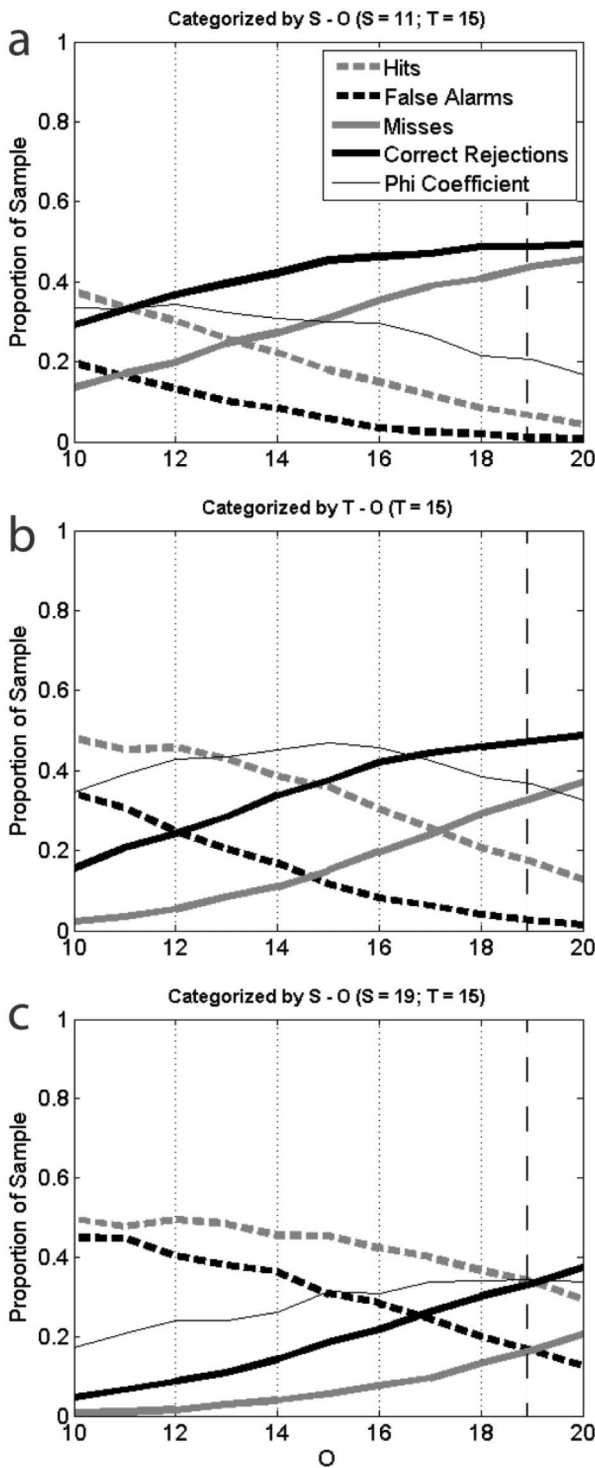 a
Categorized by S - O (S = 11; T = 15)
Hits
False Alarms
Misses
Correct Rejections
Phi Coefficient
Proportion of Sample
1
0.8
0.6
0.4
0.2
0
10 12 14 16 18 20
b
Categorized by T - O (T = 15)
Proportion of Sample
1
0.8
0.6
0.4
0.2
0
10 12 14 16 18 20
c
Categorized by S - O (S = 19; T = 15)
Proportion of Sample
1
0.8
0.6
0.4
0.2
0
10 12 14 16 18 20
O